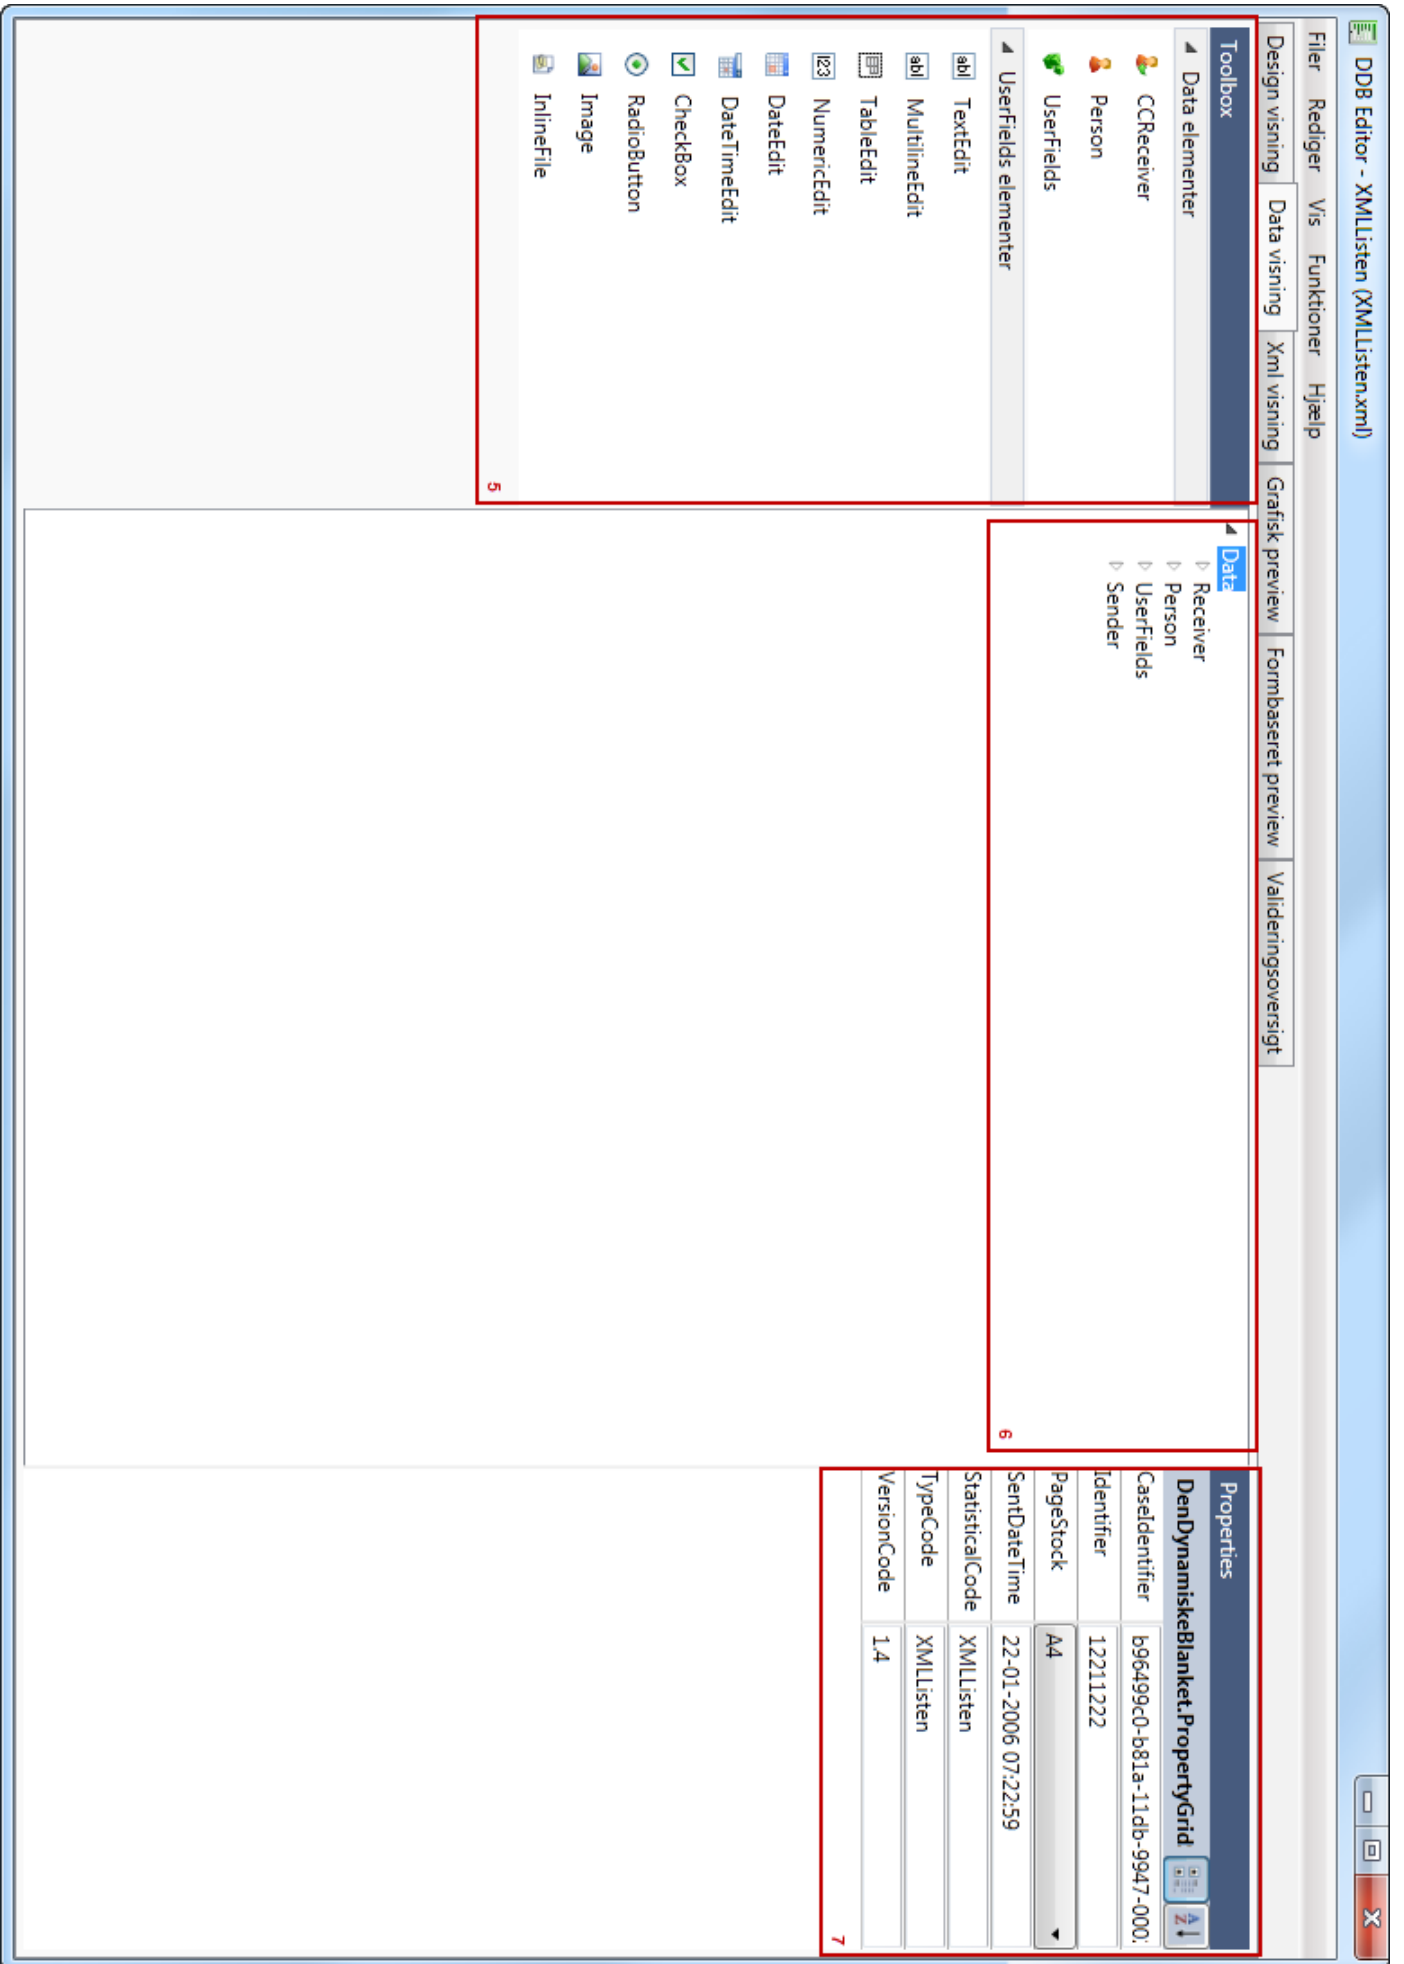 DDB Editor - XMLListen (XMLListen.xml)
Filer Rediger Vis Funktioner Hjælp
Design visning Data visning Xml visning Grafisk preview Formbaseret preview Valideringsoversigt
Toolbox
Data elementer
CCReceiver
Person
UserFields
UserFields elementer
abl TextEdit
abl MultilineEdit
TableEdit
123 NumericEdit
DateEdit
DateTimeEdit
CheckBox
RadioButton
Image
InlineFile
5
Data
Receiver
Person
UserFields
Sender
6
Properties
DenDynamiskeBlanket.PropertyGrid
CaseIdentifier b96499c0-b81a-11db-9947-000
Identifier 12211222
PageStock A4
SentDateTime 22-01-2006 07:22:59
StatisticalCode XMLListen
TypeCode XMLListen
VersionCode 1.4
7